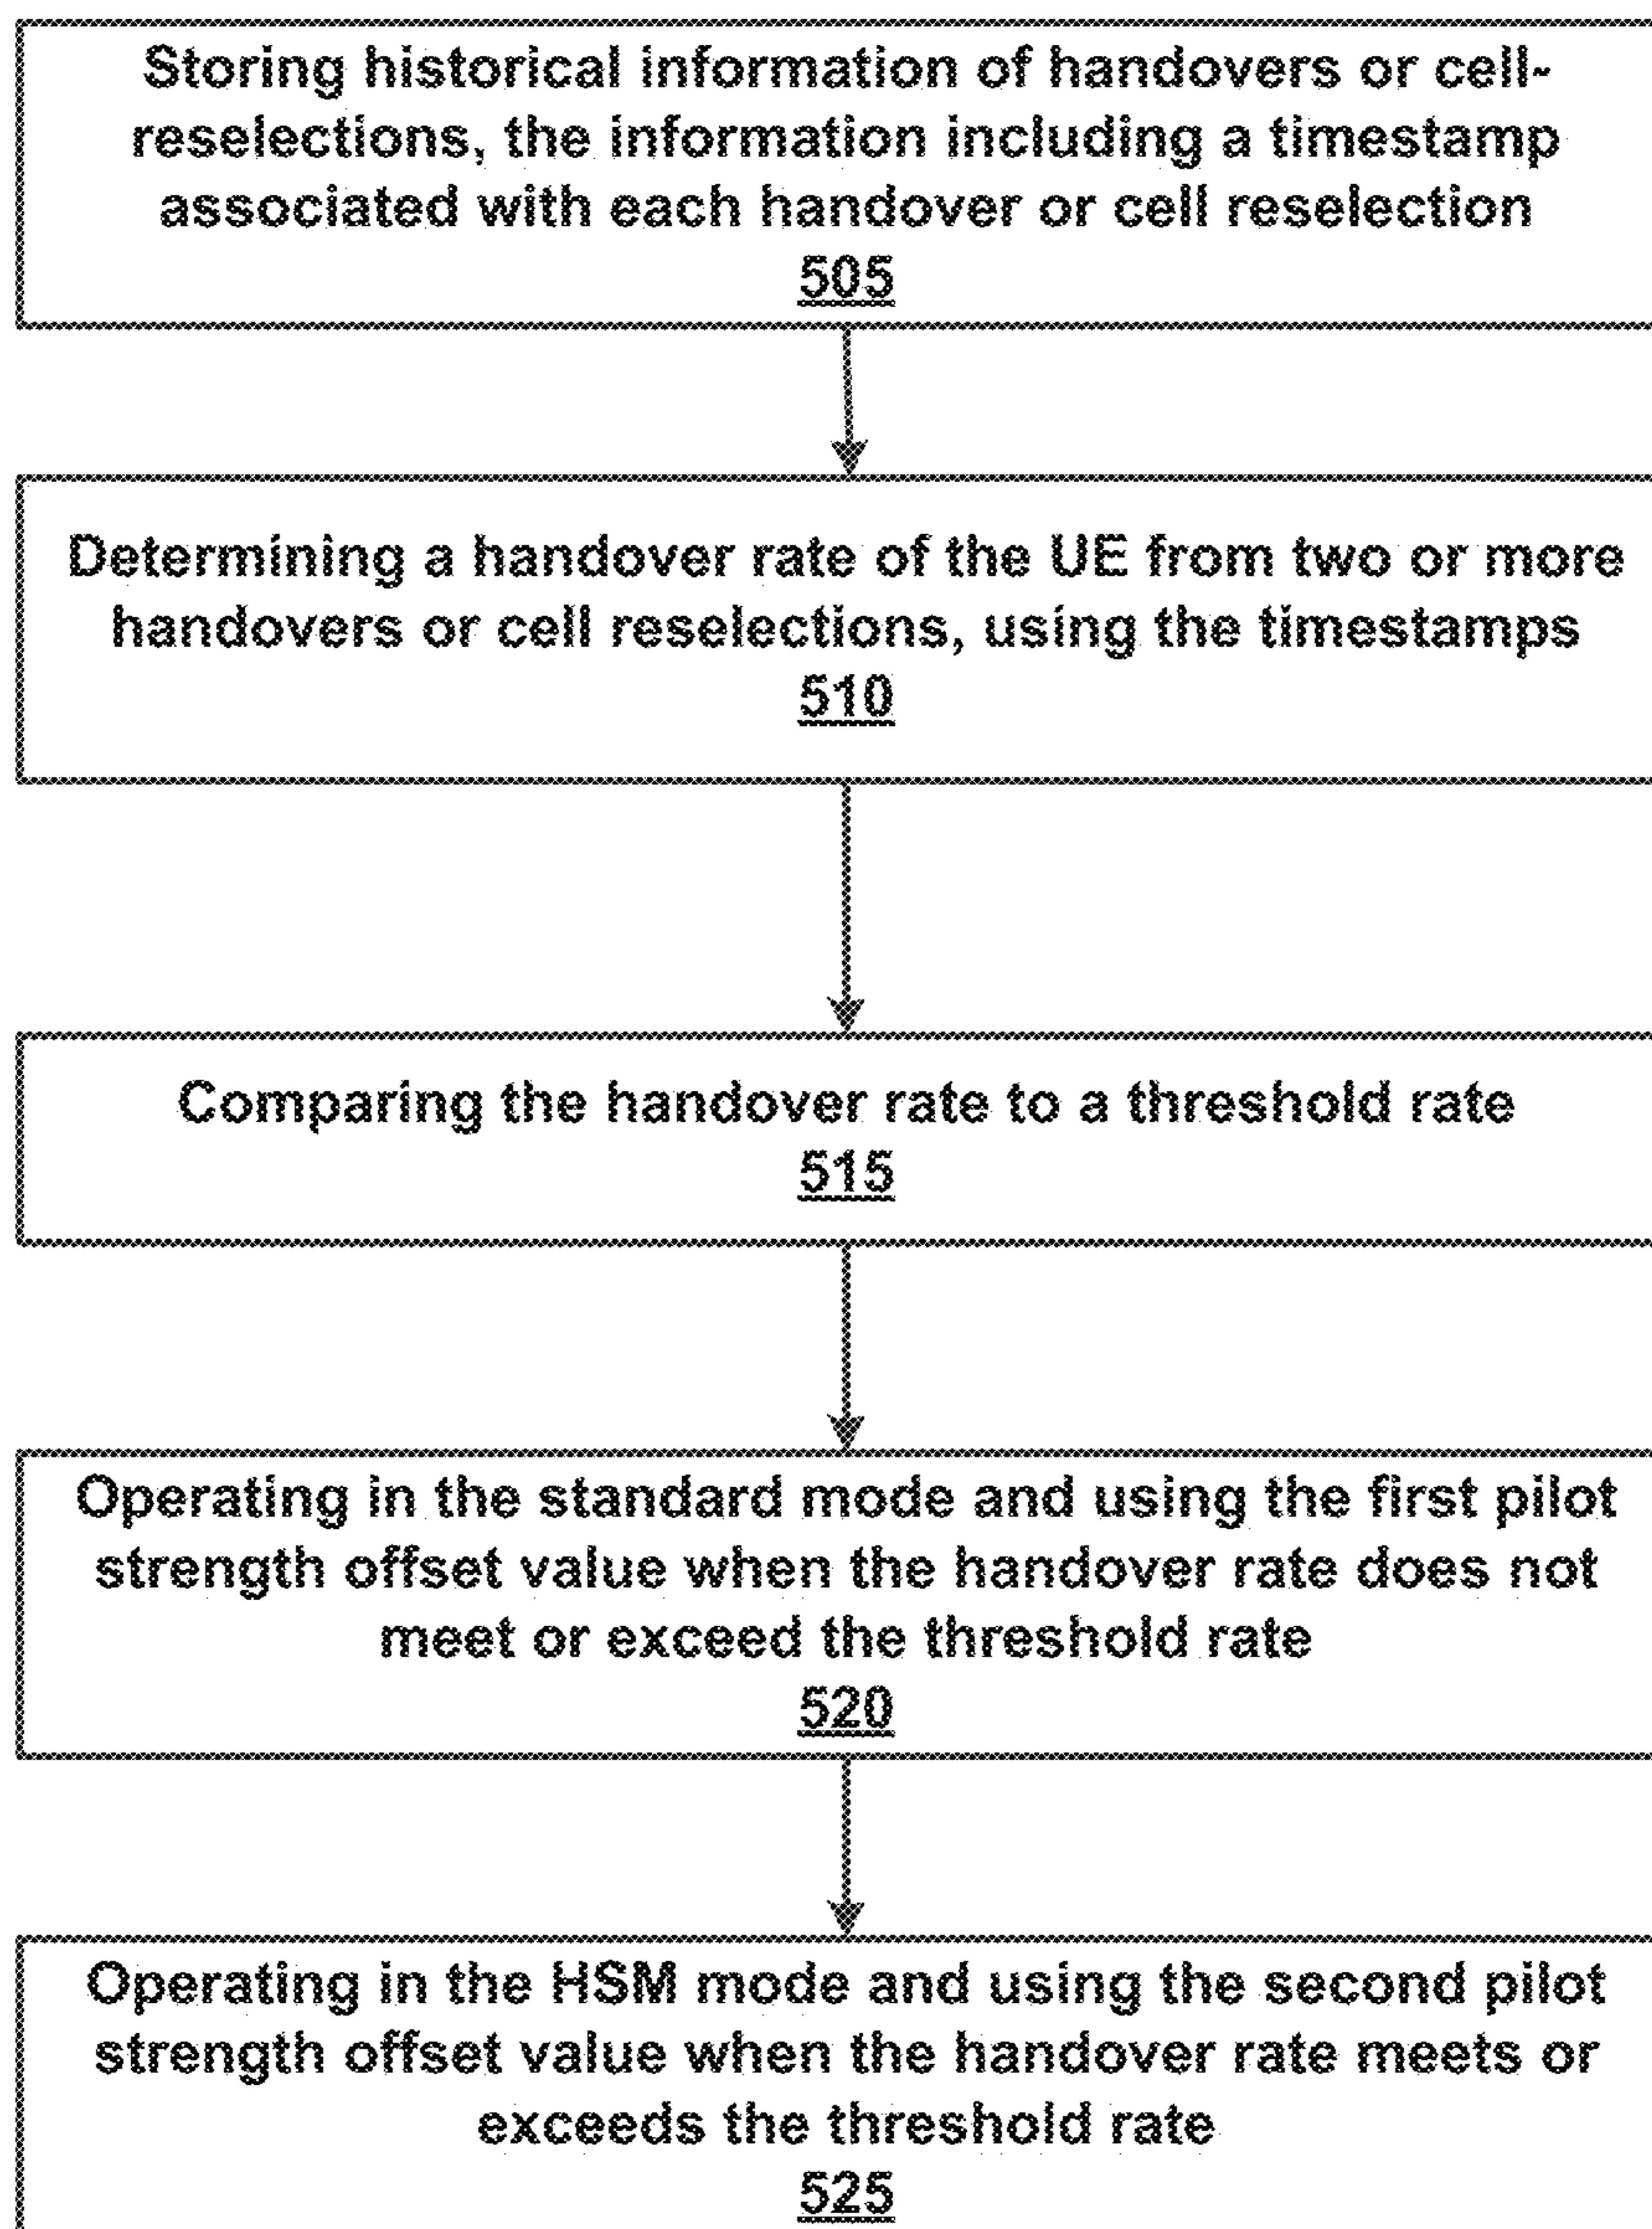 Storing historical information of handovers or cell-
reselections, the information including a timestamp
associated with each handover or cell reselection
505
Determining a handover rate of the UE from two or more
handovers or cell reselections, using the timestamps
510
Comparing the handover rate to a threshold rate
515
Operating in the standard mode and using the first pilot
strength offset value when the handover rate does not
meet or exceed the threshold rate
520
Operating in the HSM mode and using the second pilot
strength offset value when the handover rate meets or
exceeds the threshold rate
525